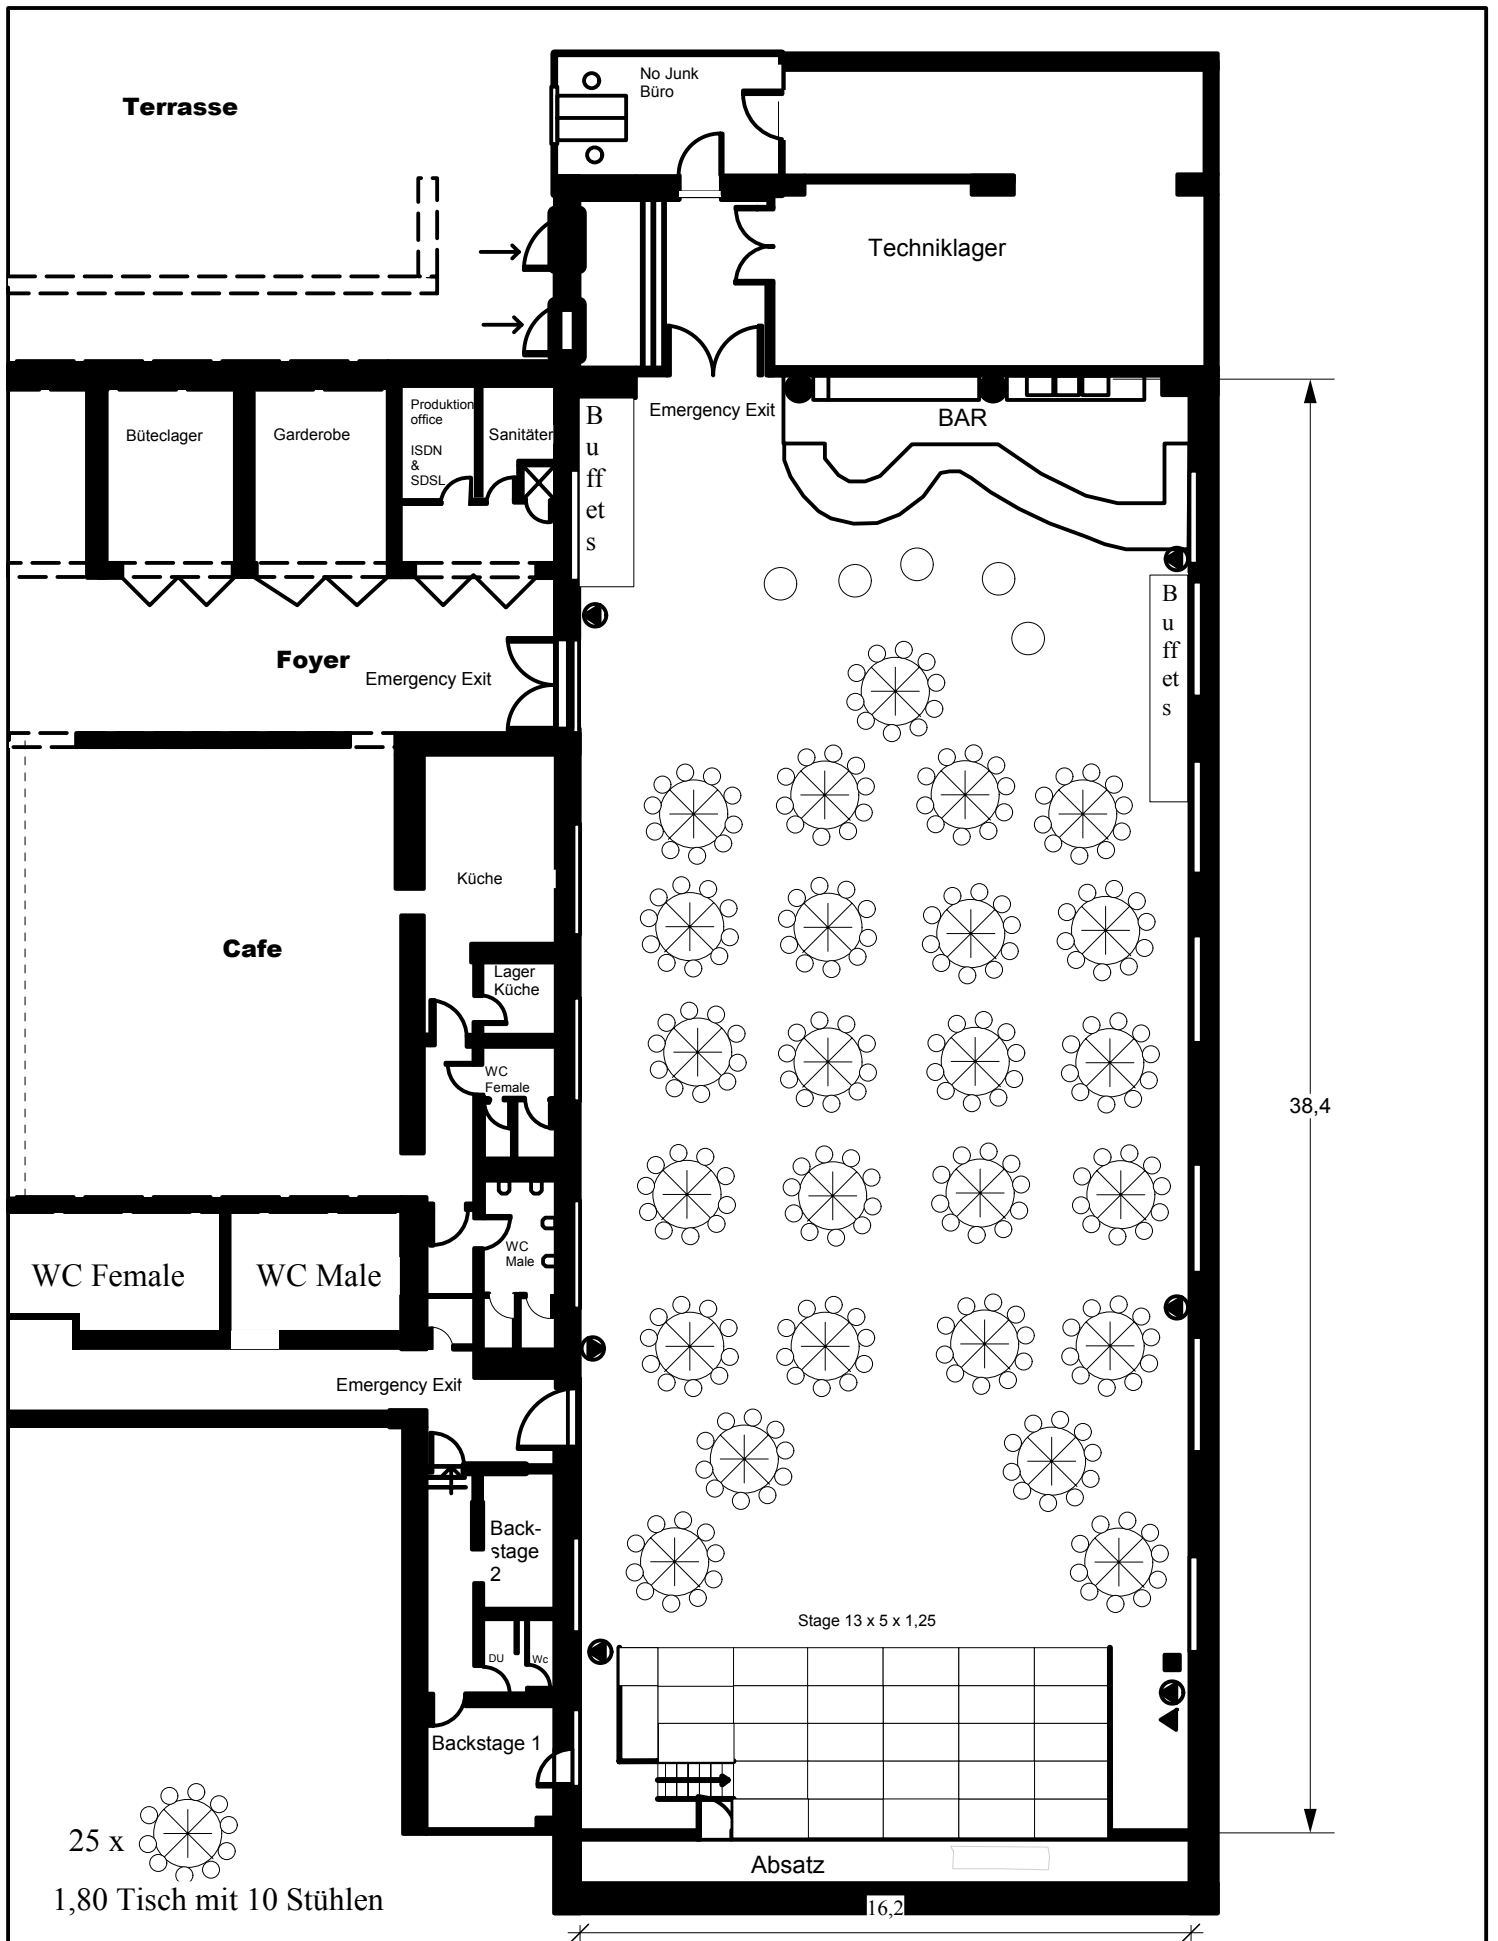 Terrasse
No Junk
Büro
Techniklager
Emergency Exit
BAR
B
u
ff
et
s
Büteclager
Garderobe
Produktion
office
ISDN
&
SDSL
Sanitäter
B
u
ff
et
s
Foyer
Emergency Exit
Küche
Cafe
Lager
Küche
WC
Female
38,4
WC
Male
WC Female
WC Male
Emergency Exit
Back-
stage
2
Stage 13 x 5 x 1,25
DU
Wc
Backstage 1
25 x
1,80 Tisch mit 10 Stühlen
Absatz
16,2